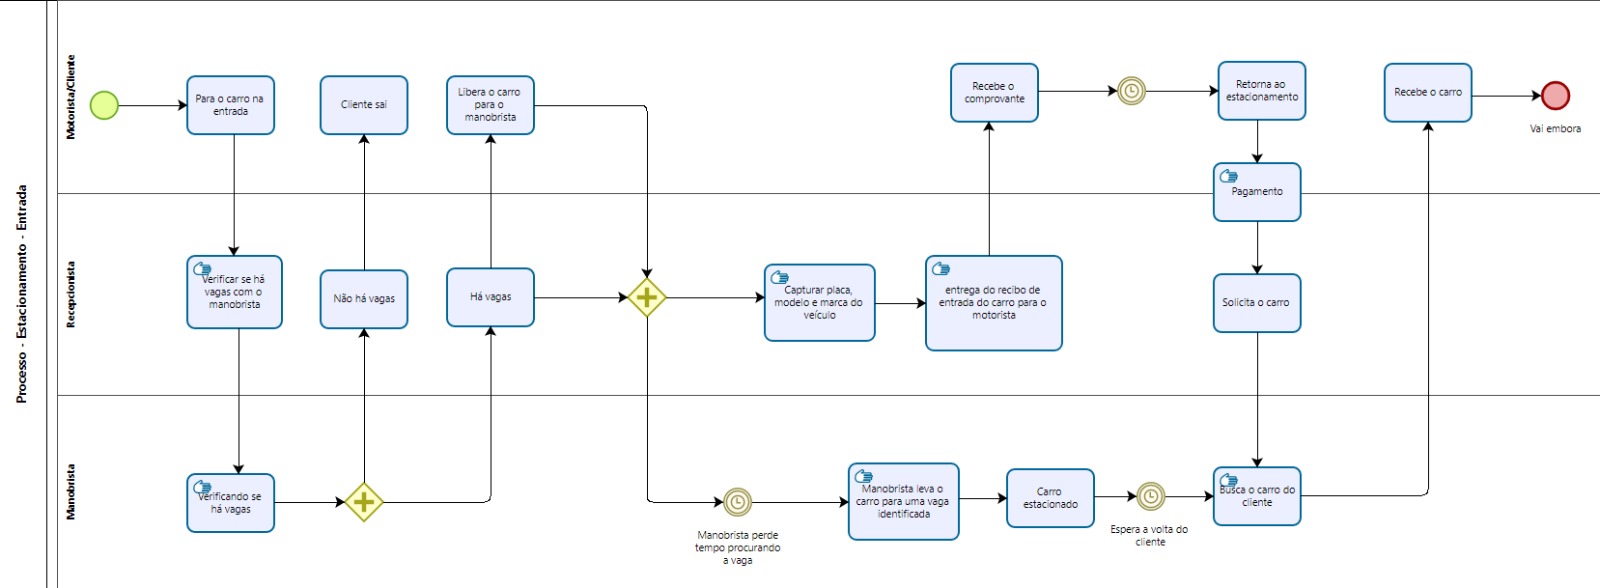 Processo - Estacionamento - Entrada
Motorista/Cliente
Para o carro na
entrada
Cliente sai
Libera o carro
para o
manobrista
Recebe o
comprovante
Retorna ao
estacionamento
Recebe o carro
Vai embora
Pagamento
Recepcionista
Verificar se há
vagas com o
manobrista
Não há vagas
Há vagas
Capturar placa,
modelo e marca do
veículo
entrega do recibo de
entrada do carro para o
motorista
Solicita o carro
Manobrista
Verificando se
há vagas
Manobrista perde
tempo procurando
a vaga
Manobrista leva o
carro para uma vaga
identificada
Carro
estacionado
Espera a volta do
cliente
Busca o carro do
cliente